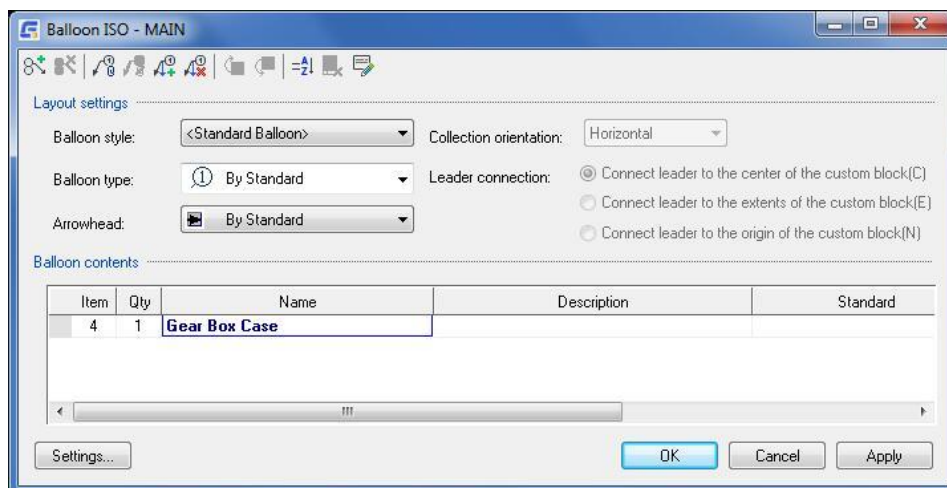 Balloon ISO - MAIN
Layout settings
Balloon style: <Standard Balloon> Collection orientation: Horizontal
Balloon type: 1 By Standard Leader connection: Connect leader to the center of the custom block(C)
Connect leader to the extents of the custom block(E)
Arrowhead: By Standard
Connect leader to the origin of the custom block(N)
Balloon contents
Item Qty Name Description Standard
4 1 Gear Box Case
Settings... OK Cancel Apply